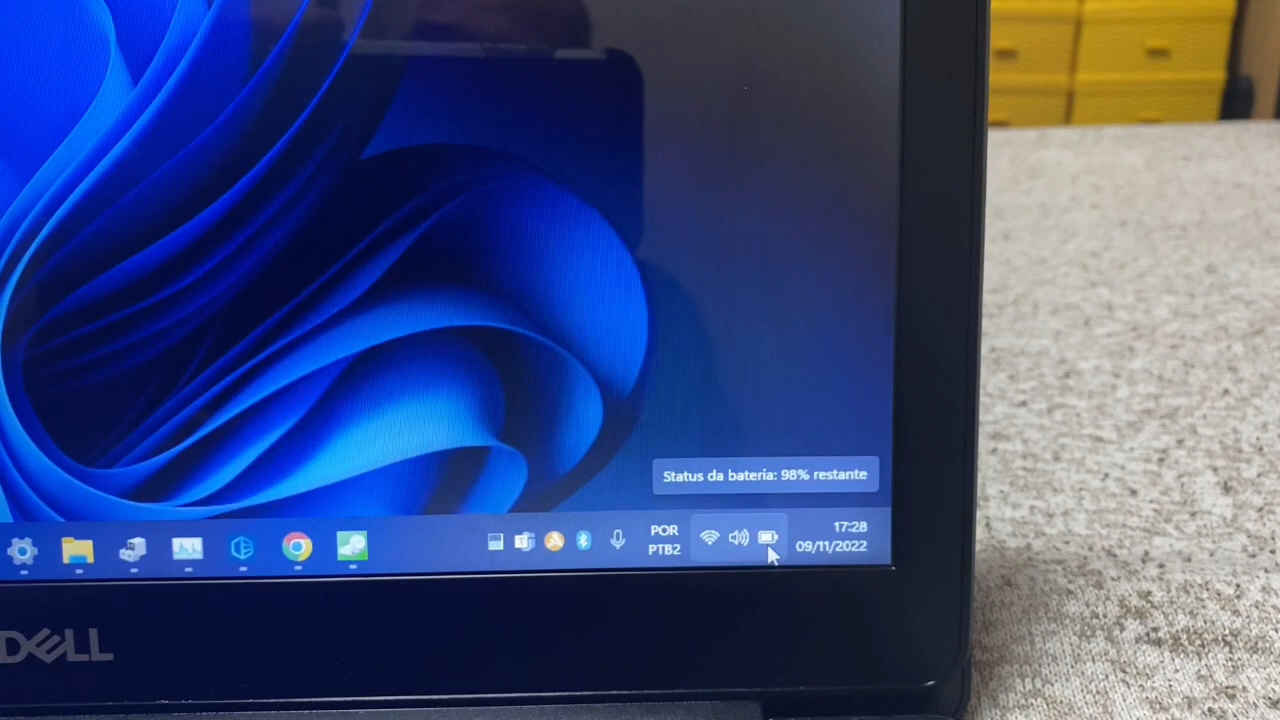 Status da bateria: 98% restante
POR
PTB2
17:28
09/11/2022
DELL